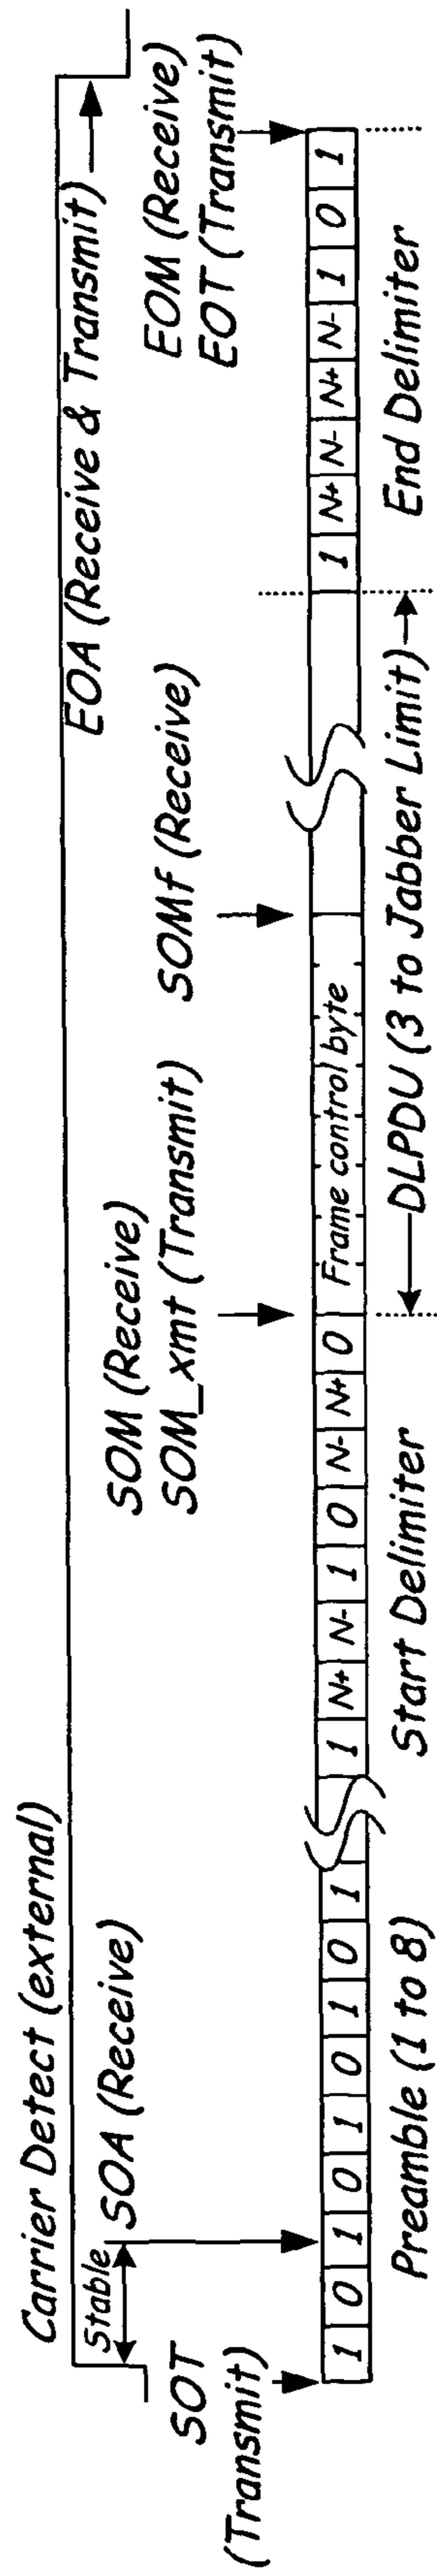 Carrier Detect (external)
Stable
SOA (Receive)
EOA (Receive & Transmit)
SOT
(Transmit)
SOM (Receive)
SOM_xmt (Transmit)
SOMf (Receive)
EOM (Receive)
EOT (Transmit)
1 0 1 0 1 0 1 0 1 1 N+ N- 1 0 N- N+ 0 Frame control byte 1 N+ N- N+ N- 1 0 1
Preamble (1 to 8) Start Delimiter DLPDU (3 to Jabber Limit) End Delimiter